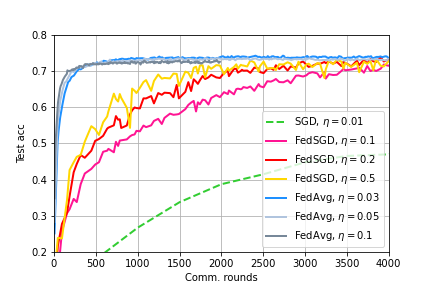 0.8
0.7
0.6
0.5
0.4
0.3
0.2
Test acc
SGD, η = 0.01
FedSGD, η = 0.1
FedSGD, η = 0.2
FedSGD, η = 0.5
FedAvg, η = 0.03
FedAvg, η = 0.05
FedAvg, η = 0.1
0 500 1000 1500 2000 2500 3000 3500 4000
Comm. rounds